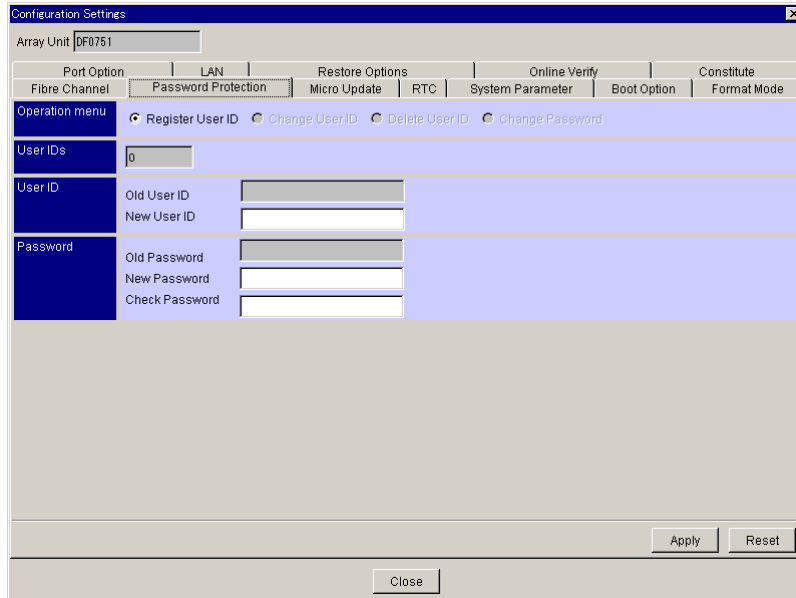 Configuration Settings
Array Unit DF0751
Port Option LAN Restore Options Online Verify Constitute
Fibre Channel Password Protection Micro Update RTC System Parameter Boot Option Format Mode
Operation menu Register User ID Change User ID Delete User ID Change Password
User IDs 0
User ID Old User ID
New User ID
Password Old Password
New Password
Check Password
Apply Reset
Close